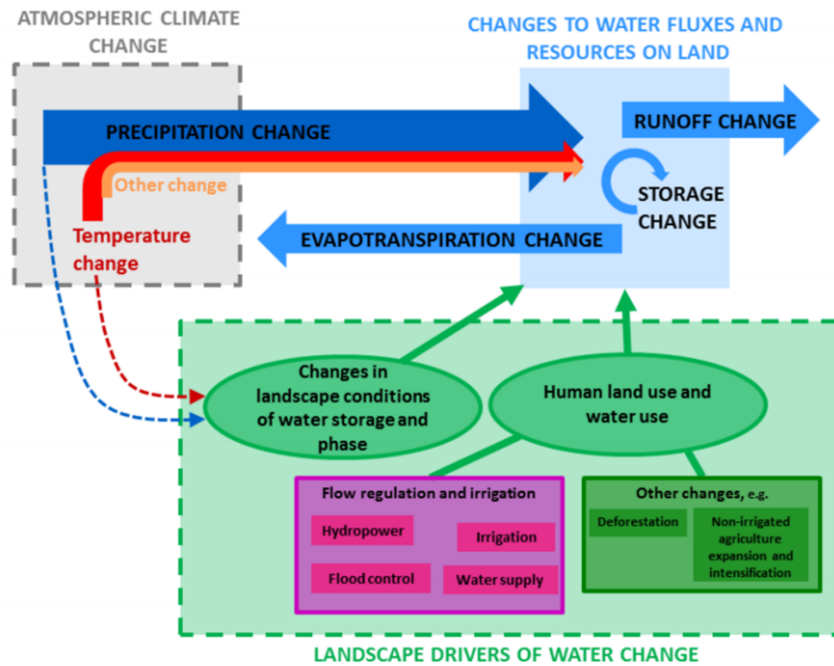 ATMOSPHERIC CLIMATE
CHANGE
CHANGES TO WATER FLUXES AND
RESOURCES ON LAND
PRECIPITATION CHANGE
RUNOFF CHANGE
Other change
STORAGE
CHANGE
Temperature
change
EVAPOTRANSPIRATION CHANGE
Changes in
landscape conditions
of water storage and
phase
Human land use and
water use
Flow regulation and irrigation
Hydropower
Irrigation
Flood control
Water supply
Other changes, e.g.
Deforestation
Non-irrigated
agriculture
expansion and
intensification
LANDSCAPE DRIVERS OF WATER CHANGE